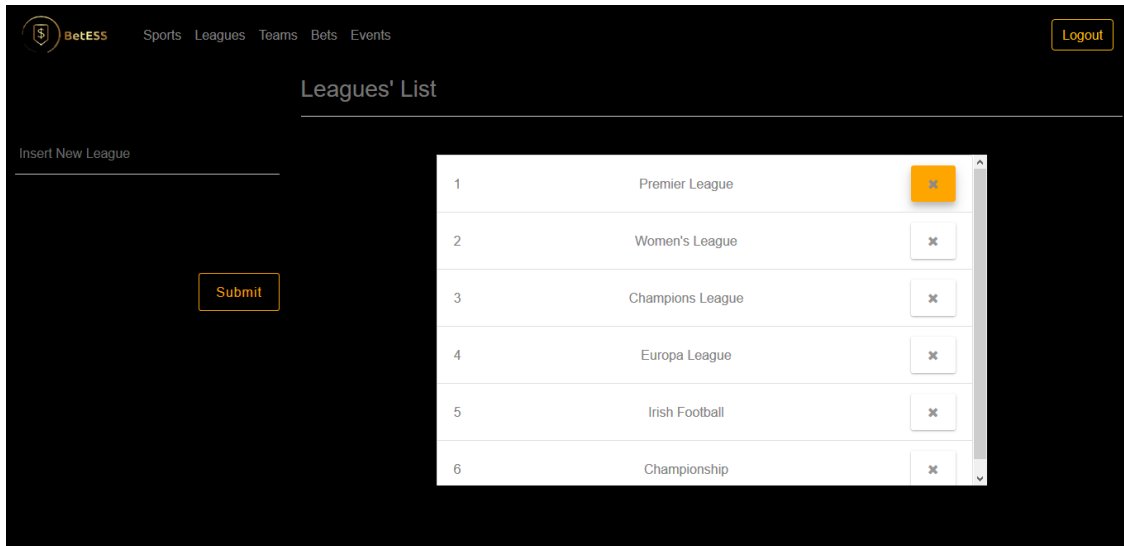 BetESS Sports Leagues Teams Bets Events Logout
Leagues' List
Insert New League
1 Premier League ✖
2 Women's League ✖
3 Champions League ✖
Submit
4 Europa League ✖
5 Irish Football ✖
6 Championship ✖